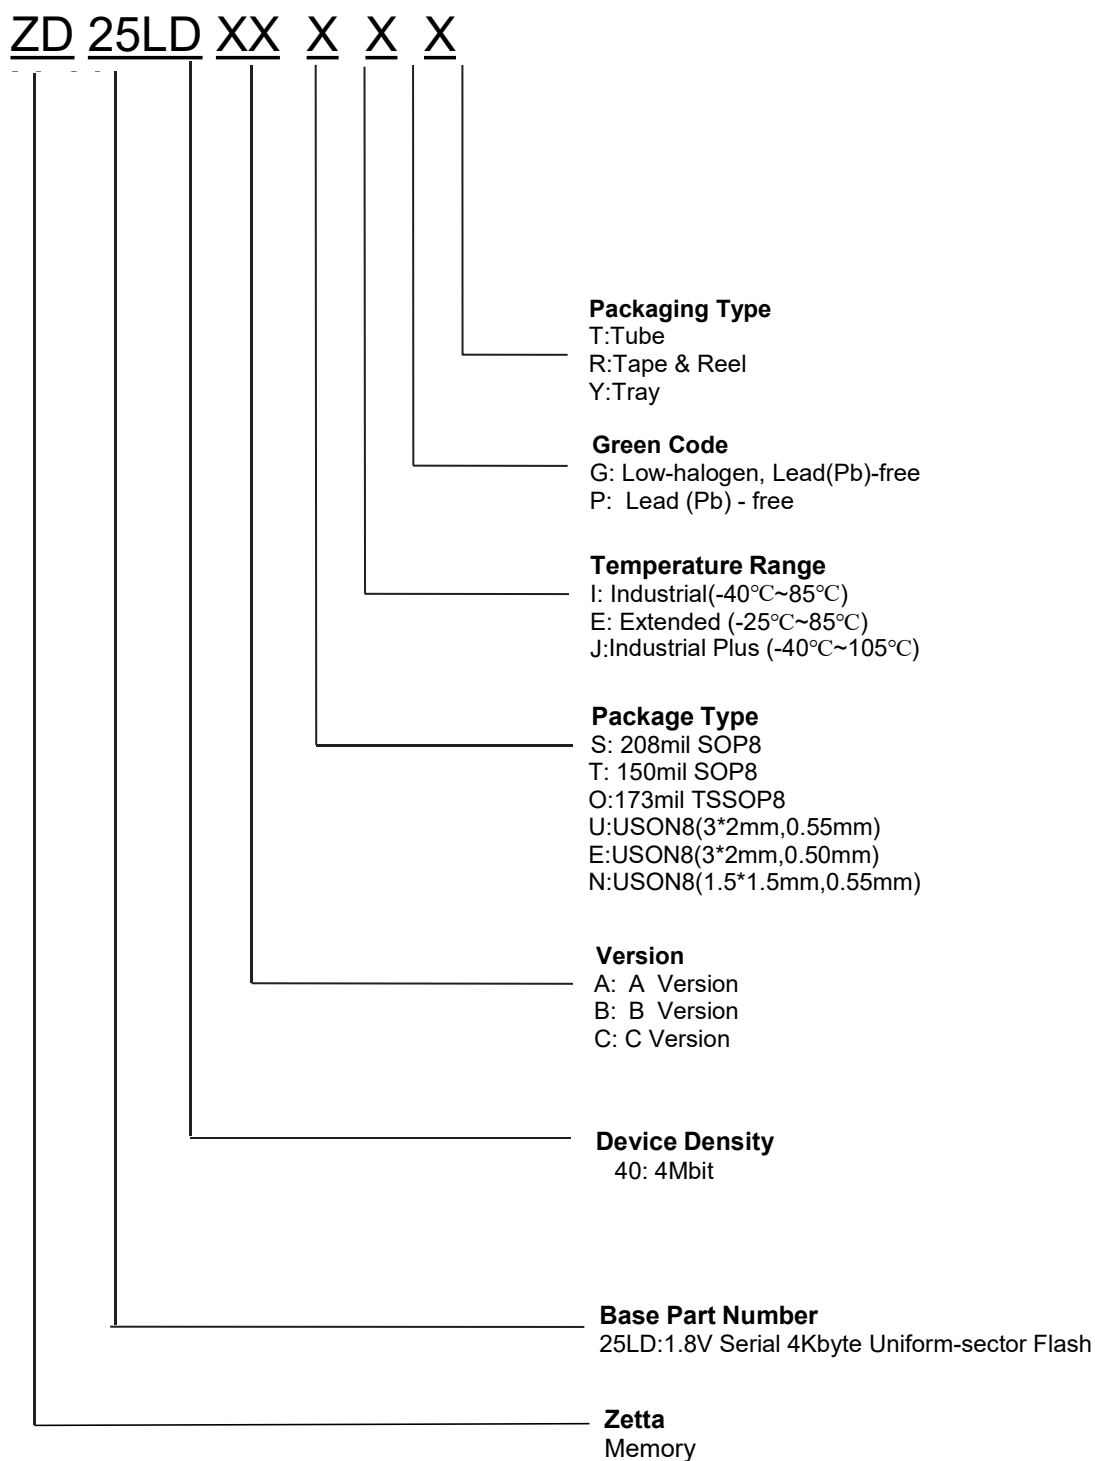 ZD 25LD XX X X X
Packaging Type
T:Tube
R:Tape & Reel
Y:Tray
Green Code
G: Low-halogen, Lead(Pb)-free
P: Lead (Pb) - free
Temperature Range
I: Industrial(-40℃~85℃)
E: Extended (-25℃~85℃)
J:Industrial Plus (-40℃~105℃)
Package Type
S: 208mil SOP8
T: 150mil SOP8
O:173mil TSSOP8
U:USON8(3*2mm,0.55mm)
E:USON8(3*2mm,0.50mm)
N:USON8(1.5*1.5mm,0.55mm)
Version
A: A Version
B: B Version
C: C Version
Device Density
40: 4Mbit
Base Part Number
25LD:1.8V Serial 4Kbyte Uniform-sector Flash
Zetta
Memory